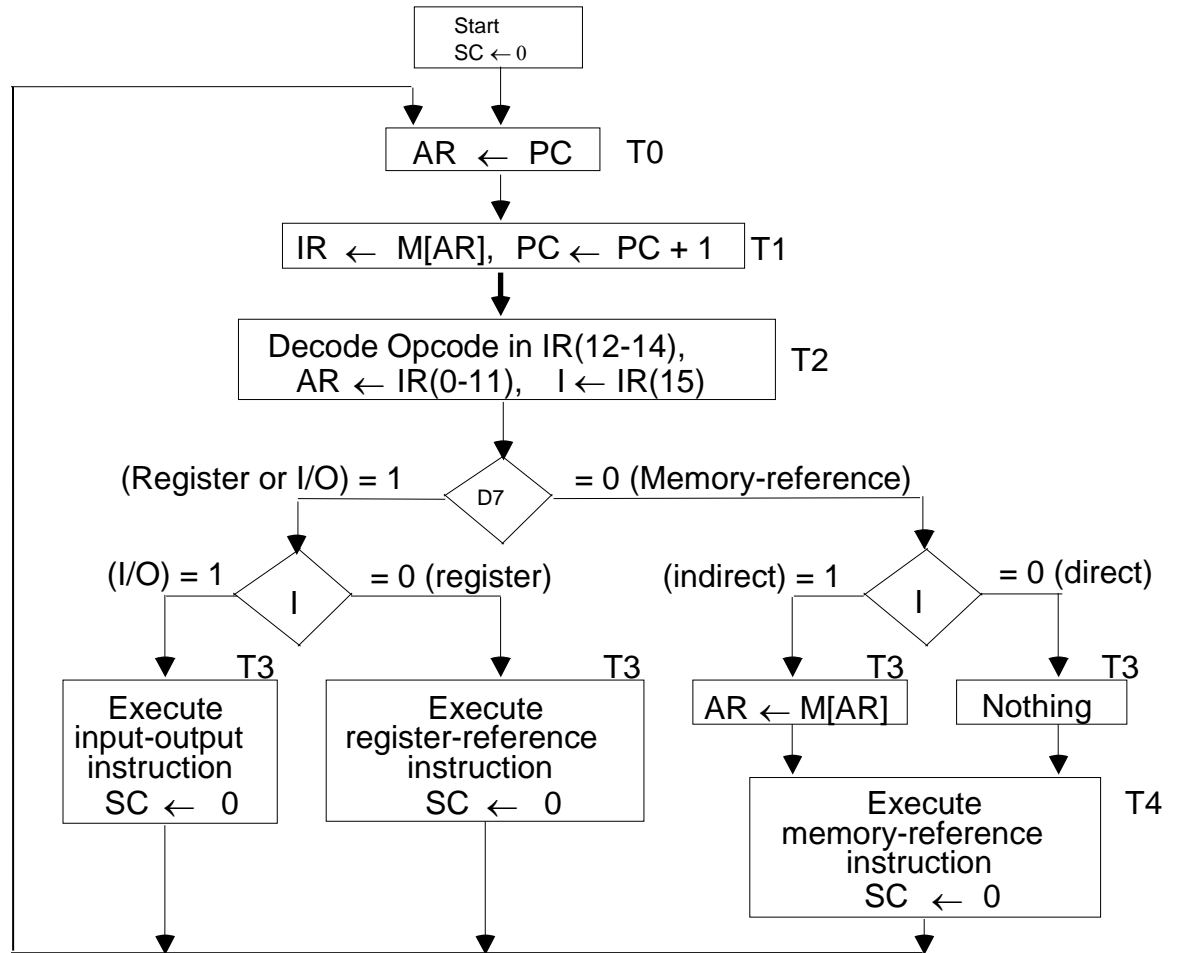 Start
SC ← 0
AR ← PC
T0
IR ← M[AR], PC ← PC + 1
T1
Decode Opcode in IR(12-14),
AR ← IR(0-11), I ← IR(15)
T2
(Register or I/O) = 1
D7
= 0 (Memory-reference)
(I/O) = 1
I
= 0 (register)
(indirect) = 1
I
= 0 (direct)
T3
Execute
input-output
instruction
SC ← 0
T3
Execute
register-reference
instruction
SC ← 0
T3
AR ← M[AR]
T3
Nothing
Execute
memory-reference
instruction
SC ← 0
T4